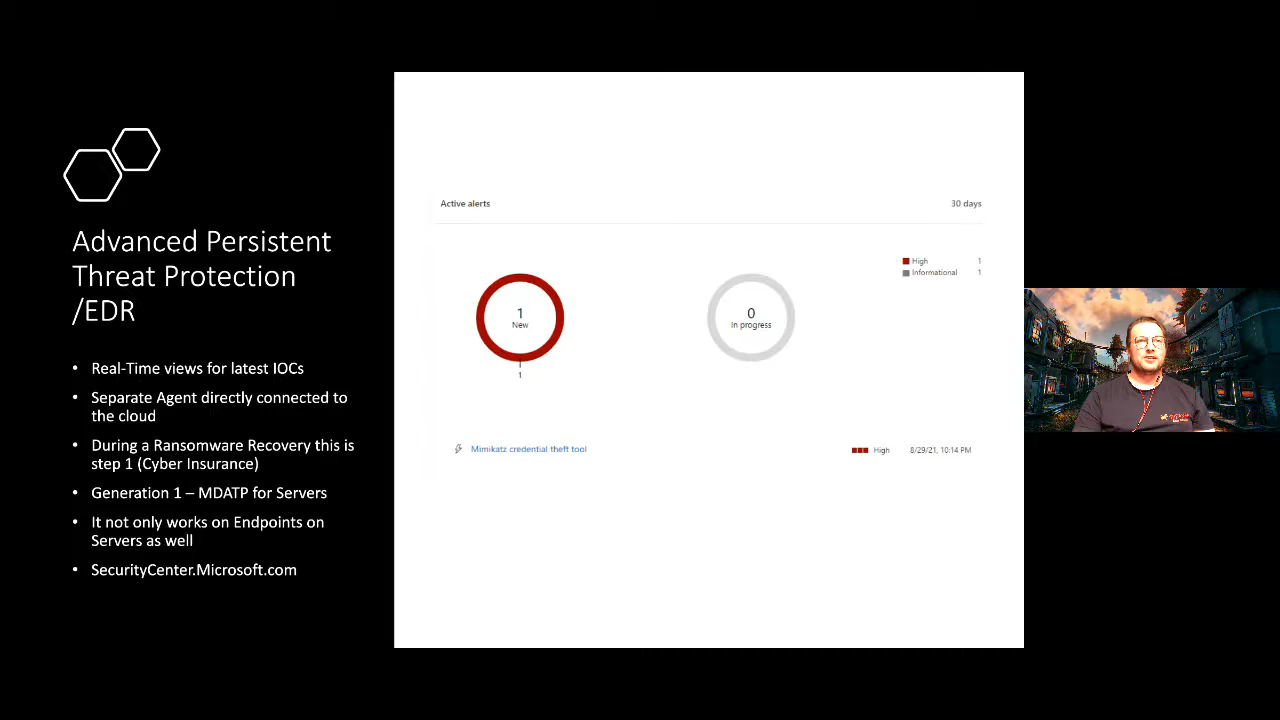 Advanced Persistent
Threat Protection
/EDR
• Real-Time views for latest IOCs
• Separate Agent directly connected to
the cloud
• During a Ransomware Recovery this is
step 1 (Cyber Insurance)
• Generation 1 – MDATP for Servers
• It not only works on Endpoints on
Servers as well
• SecurityCenter.Microsoft.com
Active alerts 30 days
High 1
Informational 1
1
New
1
0
In progress
Mimikatz credential theft tool High 8/29/21, 10:14 PM